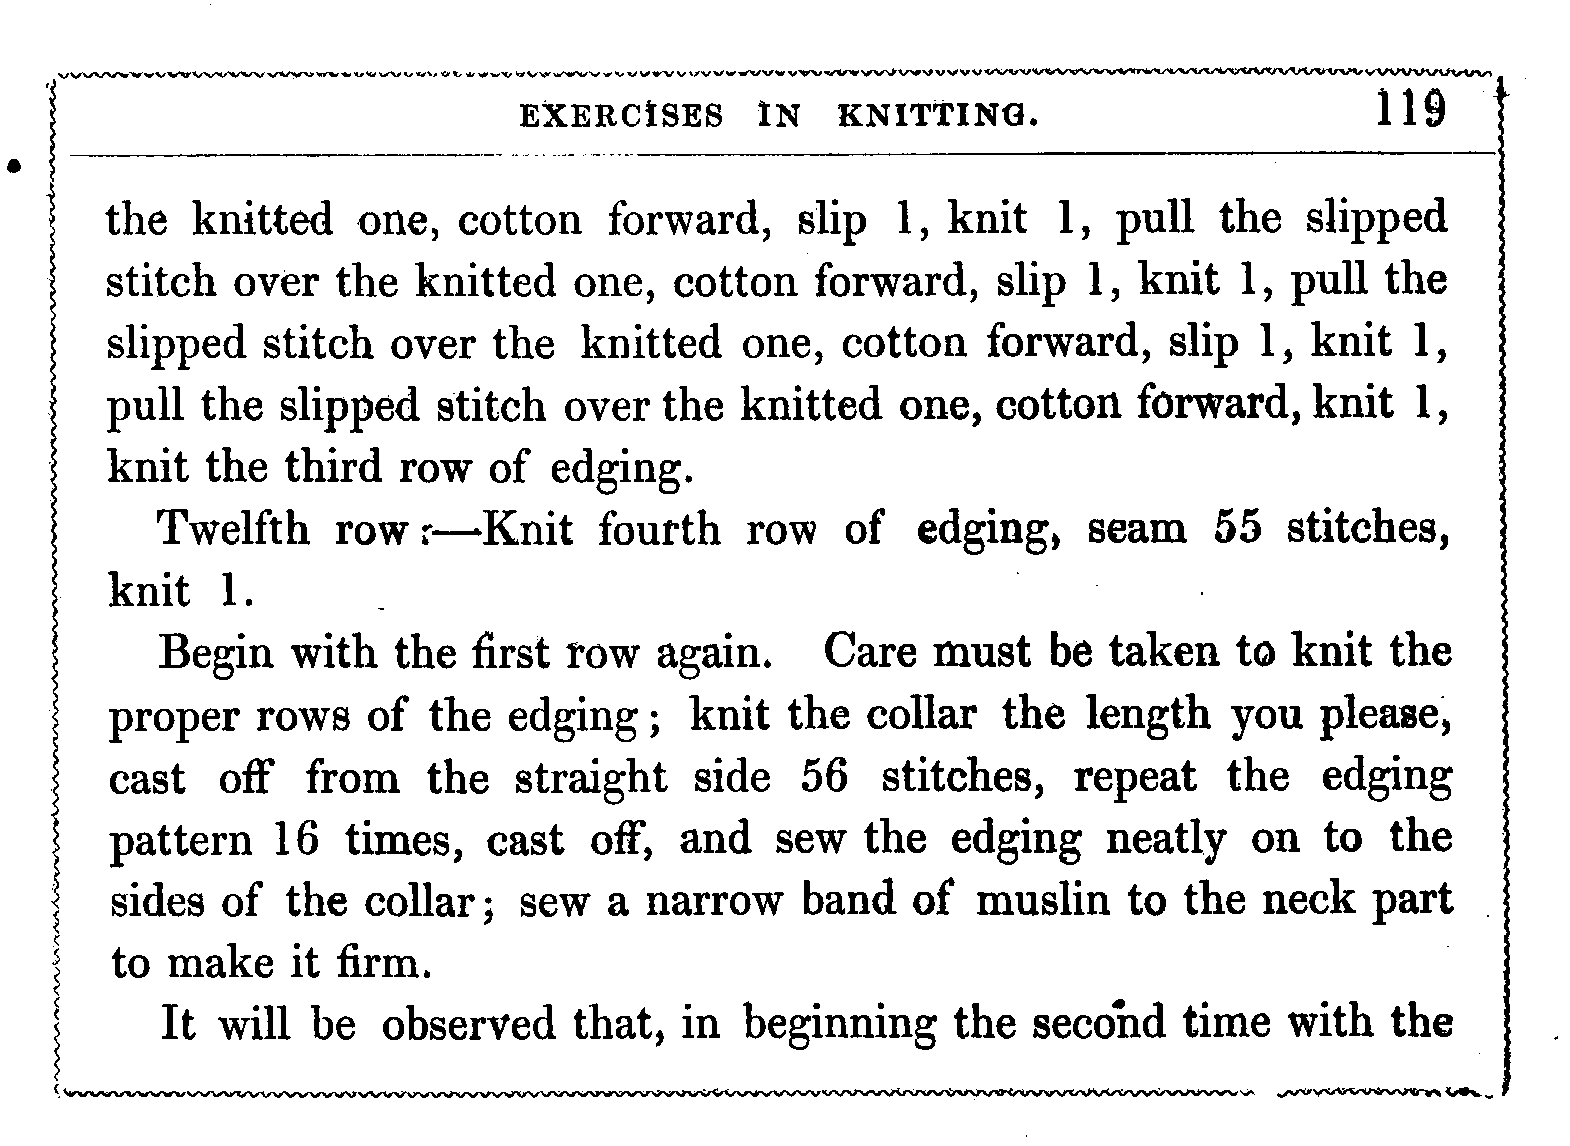 EXERCISES IN KNITTING. 119
the knitted one, cotton forward, slip 1, knit 1, pull the slipped
stitch over the knitted one, cotton forward, slip 1, knit 1, pull the
slipped stitch over the knitted one, cotton forward, slip 1, knit 1,
pull the slipped stitch over the knitted one, cotton forward, knit 1,
knit the third row of edging.
Twelfth row:—Knit fourth row of edging, seam 55 stitches,
knit 1.
Begin with the first row again. Care must be taken to knit the
proper rows of the edging; knit the collar the length you please,
cast off from the straight side 56 stitches, repeat the edging
pattern 16 times, cast off, and sew the edging neatly on to the
sides of the collar; sew a narrow band of muslin to the neck part
to make it firm.
It will be observed that, in beginning the second time with the